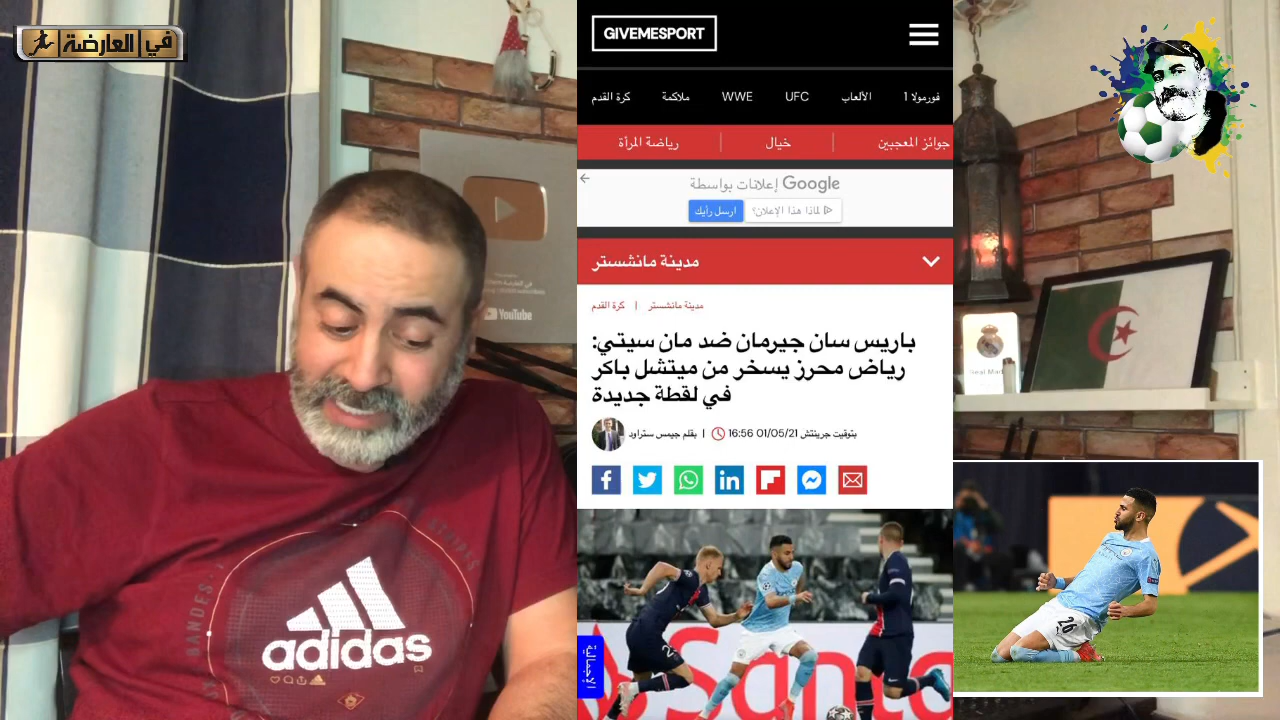 في العارضة
YouTube
adidas
GIVEMESPORT
كرة القدم ملاكمة WWE UFC الألعاب فورمولا 1
رياضة المرأة | خيال | جوائز المعجبين
إعلانات بواسطة Google
ارسل رأيك
لماذا هذا الإعلان؟
مدينة مانشستر
كرة القدم | مدينة مانشستر
باريس سان جيرمان ضد مان سيتي:
رياض محرز يسخر من ميتشل باكر
في لقطة جديدة
بقلم جيمس ستراود | 16:56 01/05/21 بتوقيت جرينتش
الإجمالية
26